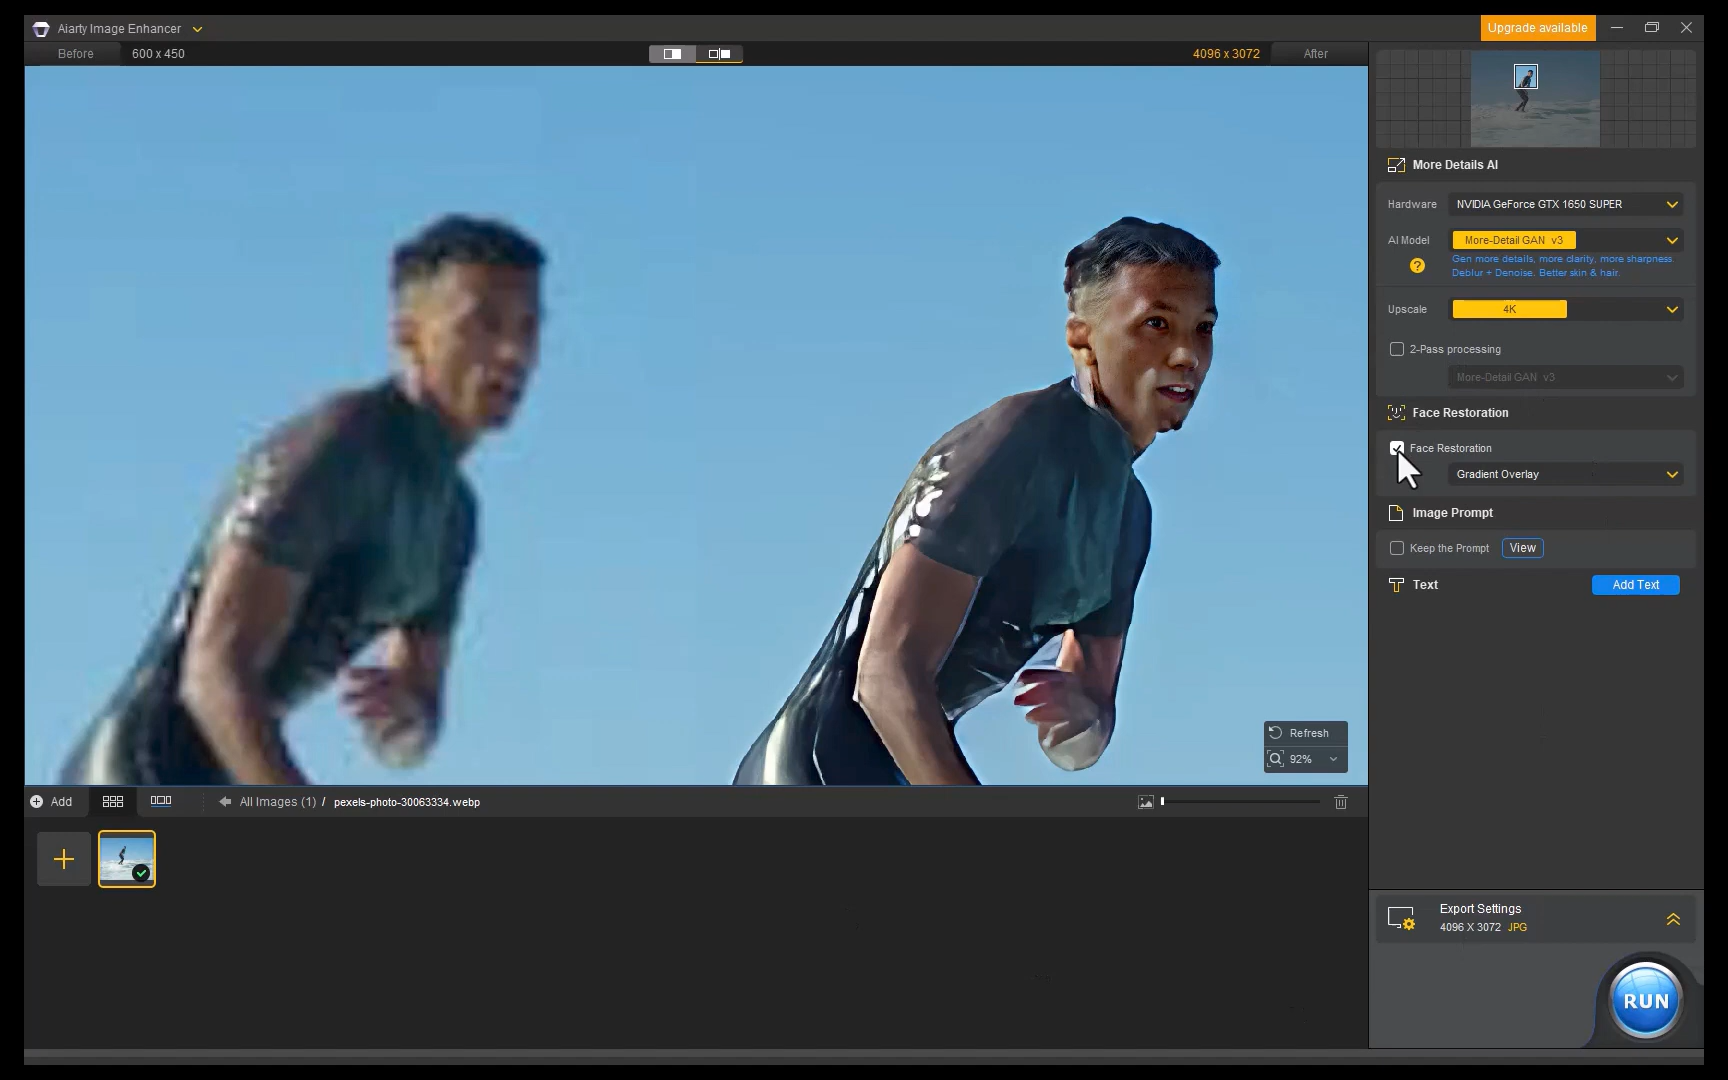 Aiarty Image Enhancer
Upgrade available
Before
600 x 450
4096 x 3072
After
More Details AI
Hardware
NVIDIA GeForce GTX 1650 SUPER
AI Model
More-Detail GAN v3
Gen more details, more clarity, more sharpness.
Deblur + Denoise. Better skin & hair.
Upscale
4K
2-Pass processing
More-Detail GAN v3
Face Restoration
Face Restoration
Gradient Overlay
Image Prompt
Keep the Prompt
View
Text
Add Text
Refresh
92%
Add
All Images (1) / pexels-photo-30063334.webp
Export Settings
4096 X 3072 JPG
RUN